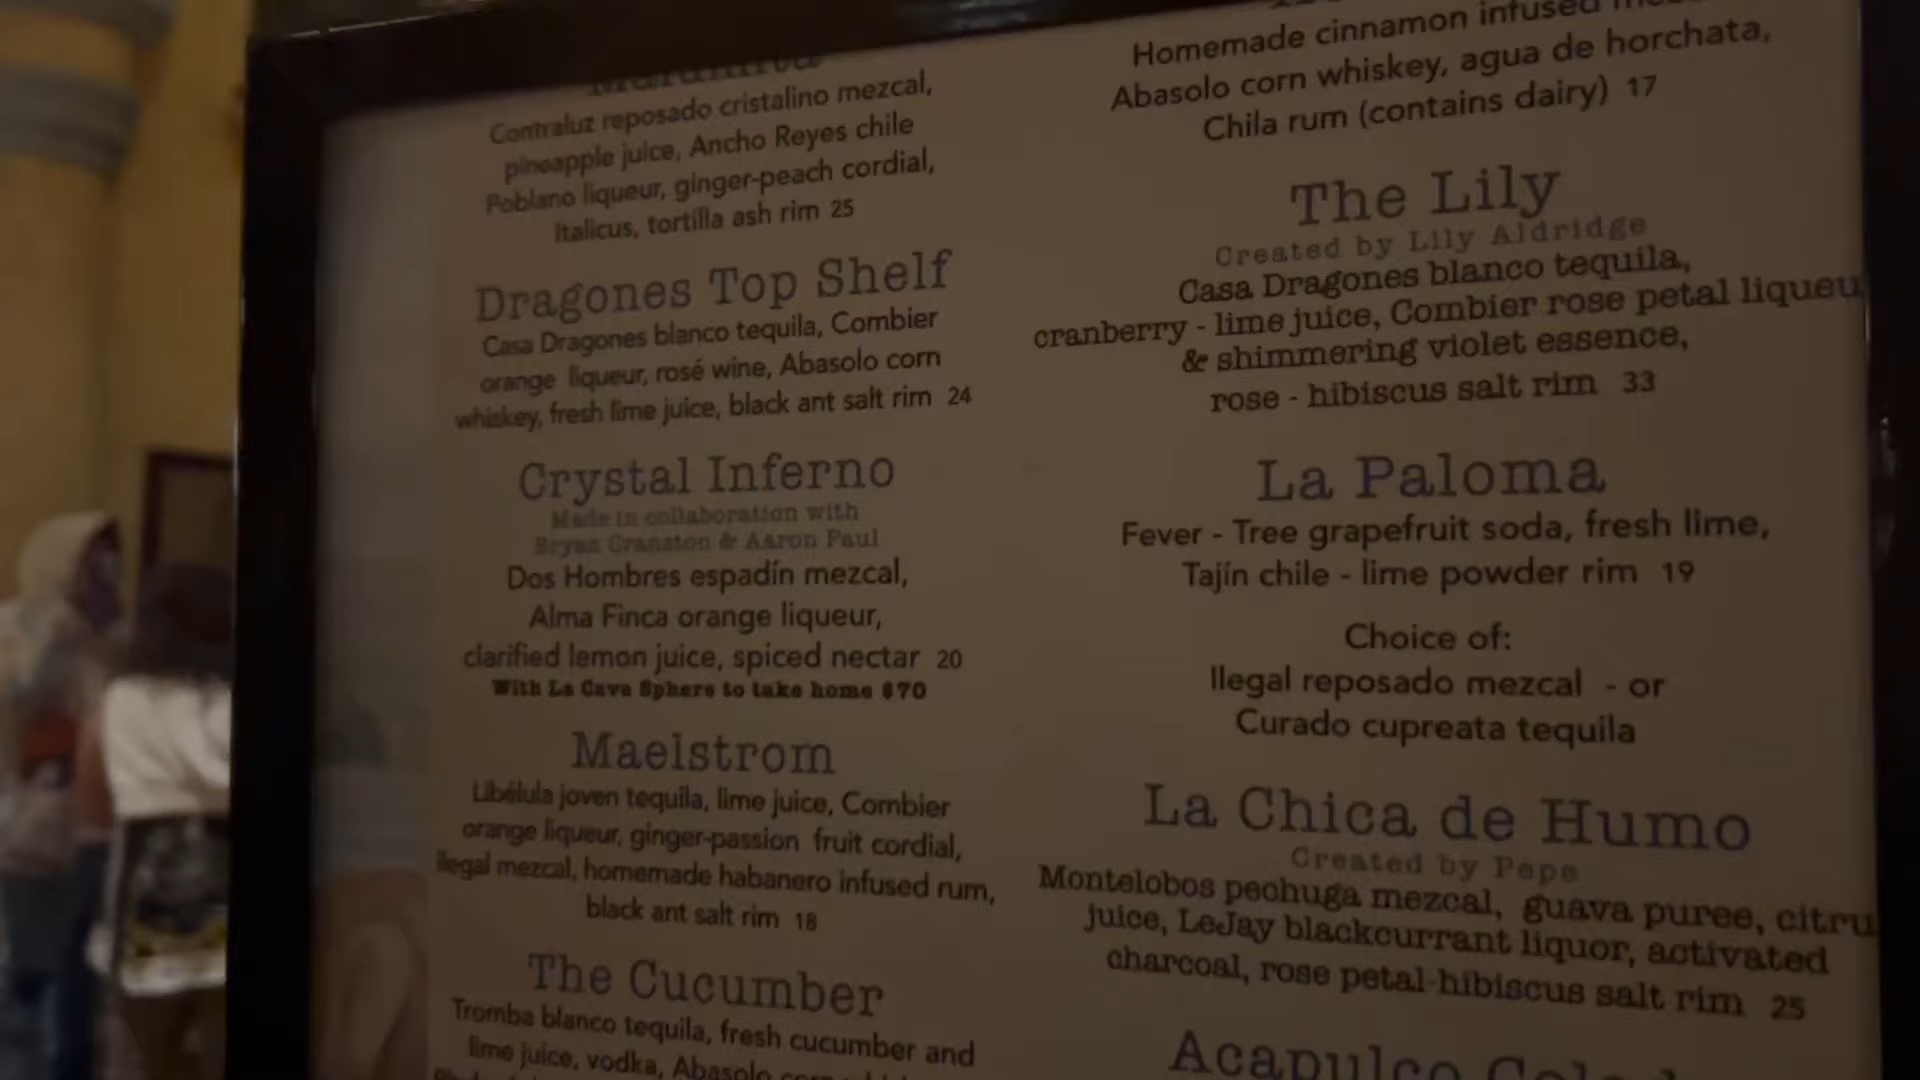 Contraluz reposado cristalino mezcal,
pineapple juice, Ancho Reyes chile
Poblano liqueur, ginger-peach cordial,
Italicus, tortilla ash rim 25
Dragones Top Shelf
Casa Dragones blanco tequila, Combier
orange liqueur, rosé wine, Abasolo corn
whiskey, fresh lime juice, black ant salt rim 24
Crystal Inferno
Made in collaboration with
Bryan Cranston & Aaron Paul
Dos Hombres espadín mezcal,
Alma Finca orange liqueur,
clarified lemon juice, spiced nectar 20
With La Cava Sphere to take home $70
Maelstrom
Libélula joven tequila, lime juice, Combier
orange liqueur, ginger-passion fruit cordial,
Ilegal mezcal, homemade habanero infused rum,
black ant salt rim 18
The Cucumber
Tromba blanco tequila, fresh cucumber and
lime juice, vodka, Abasolo
Homemade cinnamon infused
Abasolo corn whiskey, agua de horchata,
Chila rum (contains dairy) 17
The Lily
Created by Lily Aldridge
Casa Dragones blanco tequila,
cranberry - lime juice, Combier rose petal liqueu
& shimmering violet essence,
rose - hibiscus salt rim 33
La Paloma
Fever - Tree grapefruit soda, fresh lime,
Tajín chile - lime powder rim 19
Choice of:
Ilegal reposado mezcal - or
Curado cupreata tequila
La Chica de Humo
Created by Pepe
Montelobos pechuga mezcal, guava puree, citru
juice, LeJay blackcurrant liquor, activated
charcoal, rose petal-hibiscus salt rim 25
Acapulco